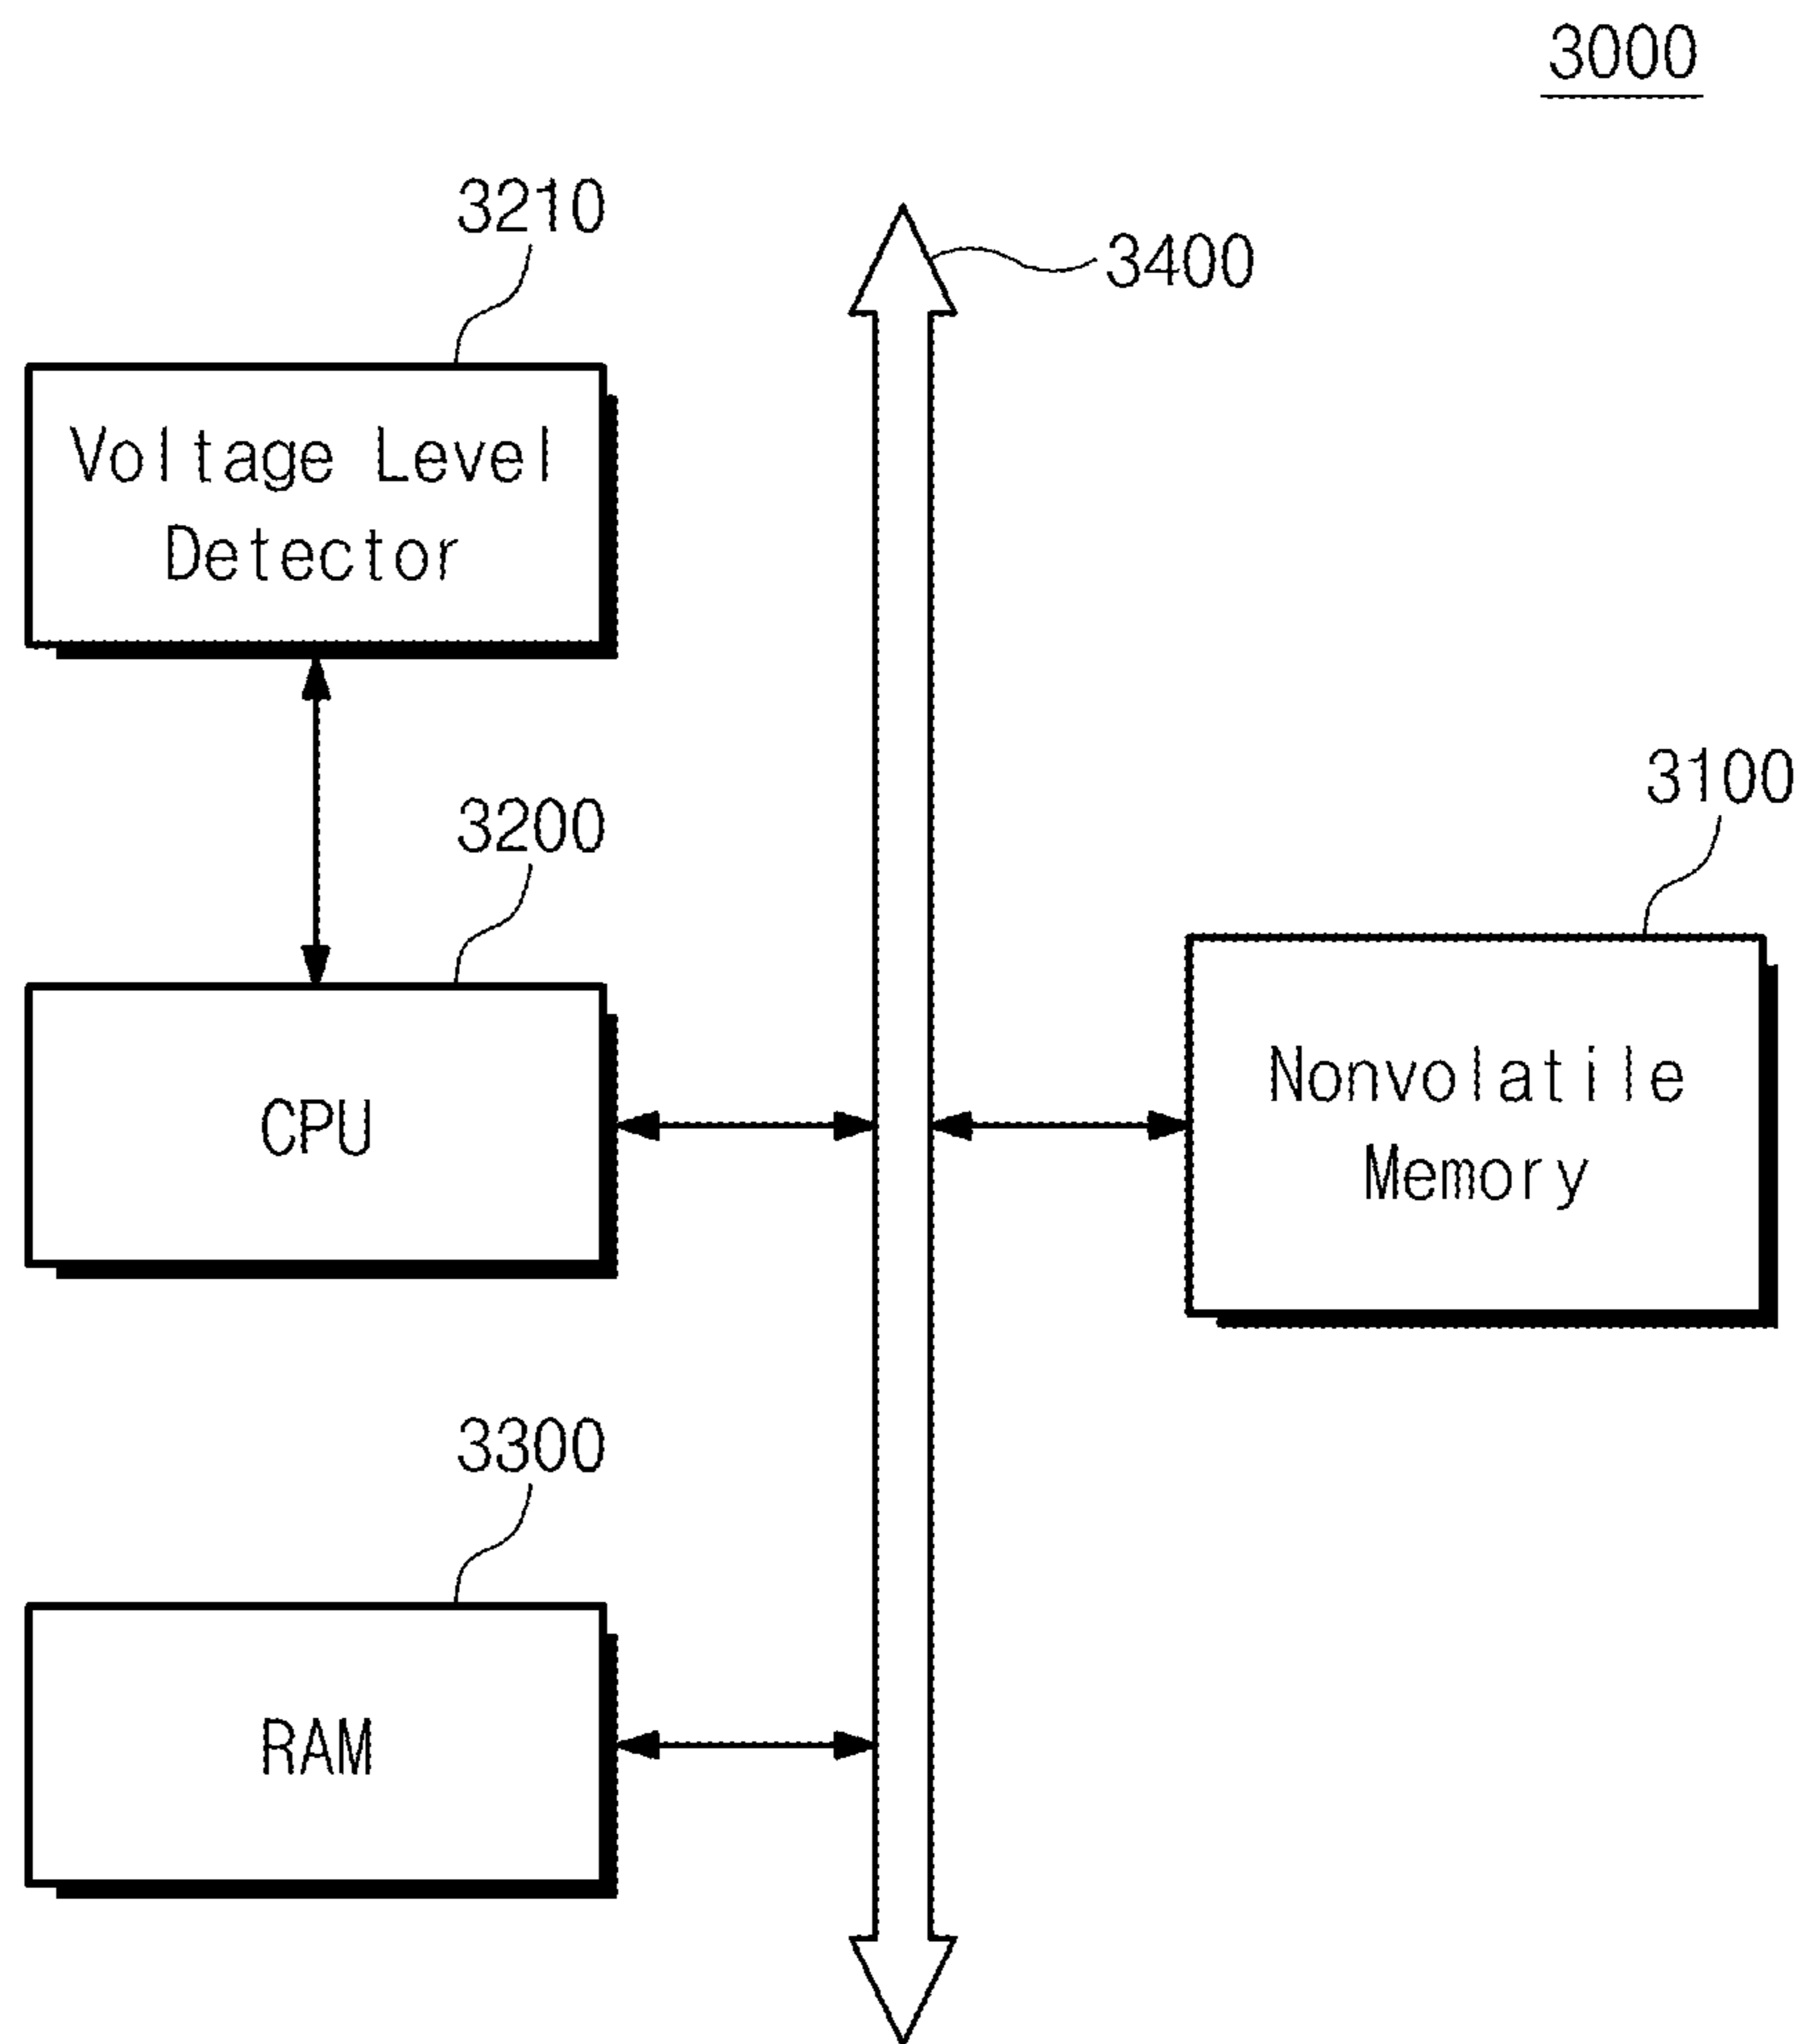 3000
3210
3400
Voltage Level
Detector
3200
3100
CPU
Nonvolatile
Memory
3300
RAM